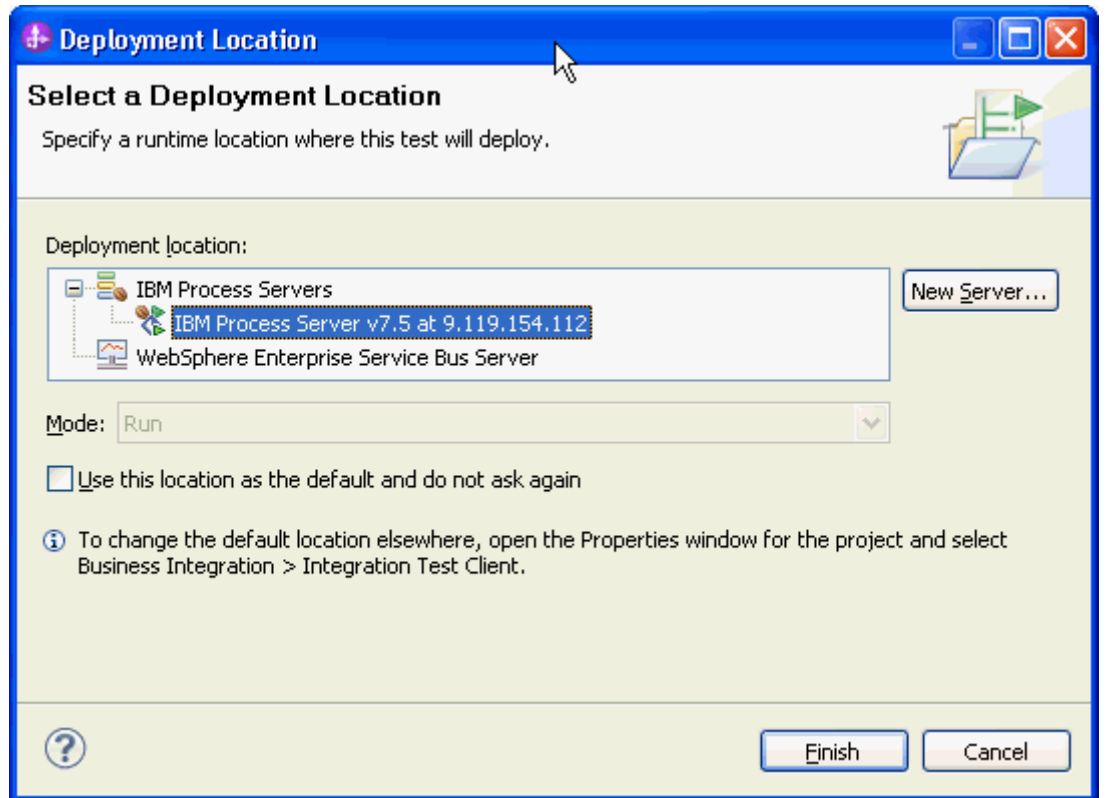 Deployment Location
Select a Deployment Location
Specify a runtime location where this test will deploy.
Deployment location:
IBM Process Servers
New Server...
IBM Process Server v7.5 at 9.119.154.112
WebSphere Enterprise Service Bus Server
Mode: Run
Use this location as the default and do not ask again
To change the default location elsewhere, open the Properties window for the project and select
Business Integration > Integration Test Client.
Finish Cancel